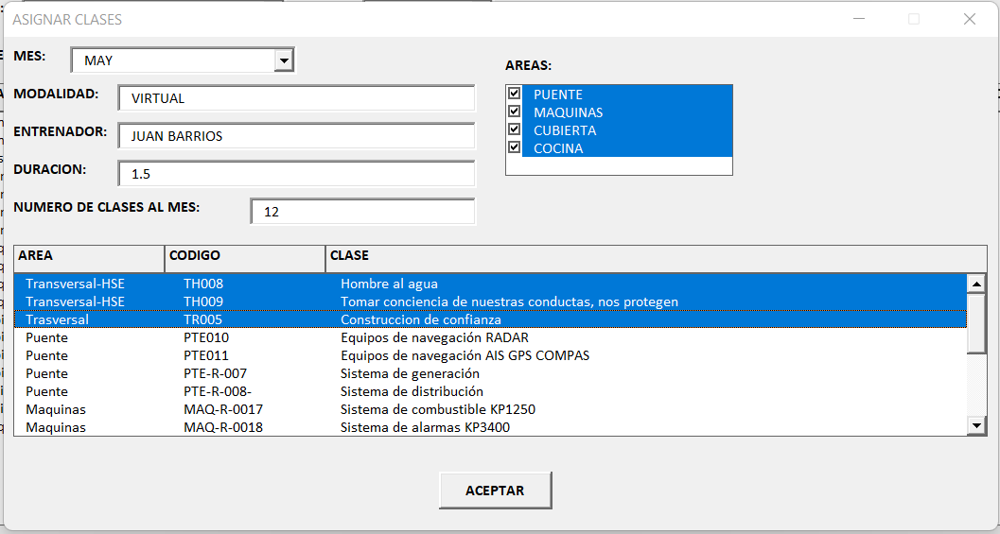 ASIGNAR CLASES
MES: MAY
MODALIDAD: VIRTUAL
ENTRENADOR: JUAN BARRIOS
DURACION: 1.5
NUMERO DE CLASES AL MES: 12
AREAS:
PUENTE
MAQUINAS
CUBIERTA
COCINA
AREA CODIGO CLASE
Transversal-HSE TH008 Hombre al agua
Transversal-HSE TH009 Tomar conciencia de nuestras conductas, nos protegen
Trasversal TR005 Construccion de confianza
Puente PTE010 Equipos de navegación RADAR
Puente PTE011 Equipos de navegación AIS GPS COMPAS
Puente PTE-R-007 Sistema de generación
Puente PTE-R-008- Sistema de distribución
Maquinas MAQ-R-0017 Sistema de combustible KP1250
Maquinas MAQ-R-0018 Sistema de alarmas KP3400
ACEPTAR